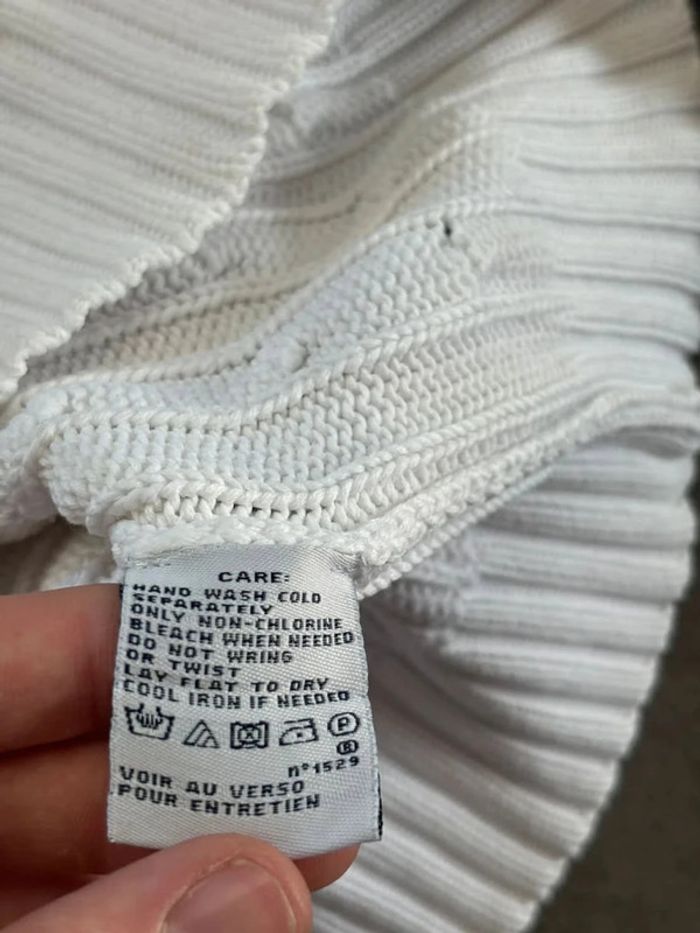 CARE:
HAND WASH COLD
SEPARATELY
ONLY NON-CHLORINE
BLEACH WHEN NEEDED
DO NOT WRING
OR TWIST
LAY FLAT TO DRY
COOL IRON IF NEEDED
P
®
nº1529
VOIR AU VERSO
POUR ENTRETIEN